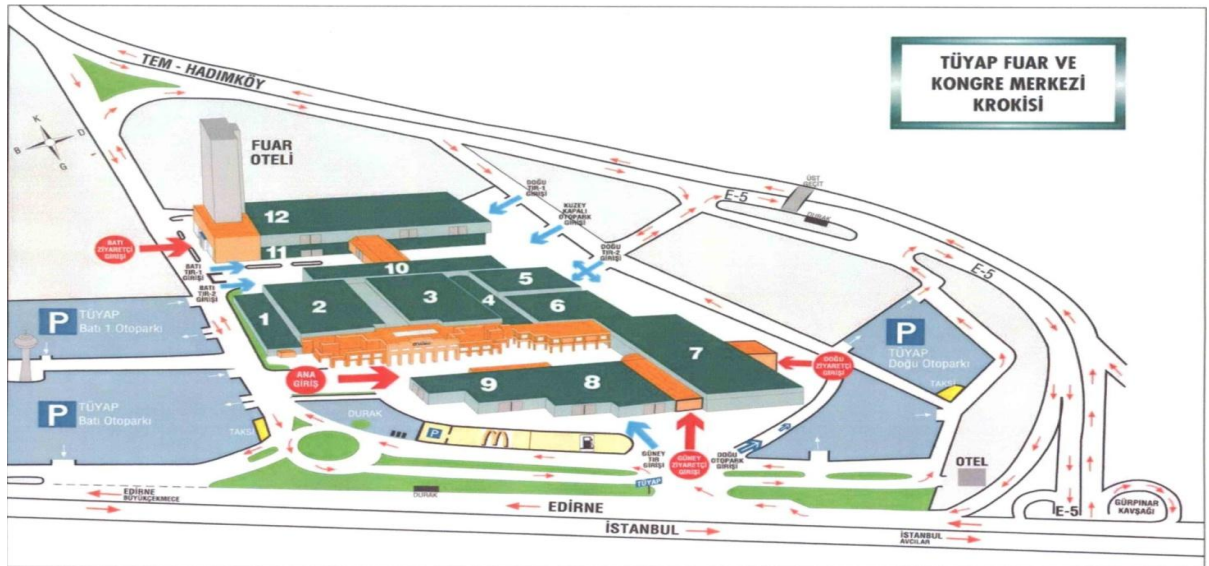 TÜYAP FUAR VE
KONGRE MERKEZİ
KROKİSİ
TEM - HADIMKÖY
K
D
B
G
FUAR
OTELİ
ÜST
GEÇİT
DURAK
E-5
E-5
DOĞU TIR-1
GİRİŞİ
KUZEY
KAPALI
OTOPARK
GİRİŞİ
DOĞU
TIR-2
GİRİŞİ
BATI
ZİYARETÇİ
GİRİŞİ
BATI
TIR-1
GİRİŞİ
BATI
TIR-2
GİRİŞİ
12
11
10
5
1
2
3
4
6
7
9
8
P
TÜYAP
Batı 1 Otoparkı
P
TÜYAP
Batı Otoparkı
TAKSİ
P
TÜYAP
Doğu Otoparkı
TAKSİ
DOĞU
ZİYARETÇİ
GİRİŞİ
ANA
GİRİŞ
DURAK
P
M
GÜNEY
TIR
GİRİŞİ
GÜNEY
ZİYARETÇİ
GİRİŞİ
DOĞU
OTOPARK
GİRİŞİ
TÜYAP
OTEL
DURAK
EDİRNE
BÜYÜKÇEKMECE
EDİRNE
İSTANBUL
İSTANBUL
AVCILAR
E-5
GÜRPINAR
KAVŞAĞI